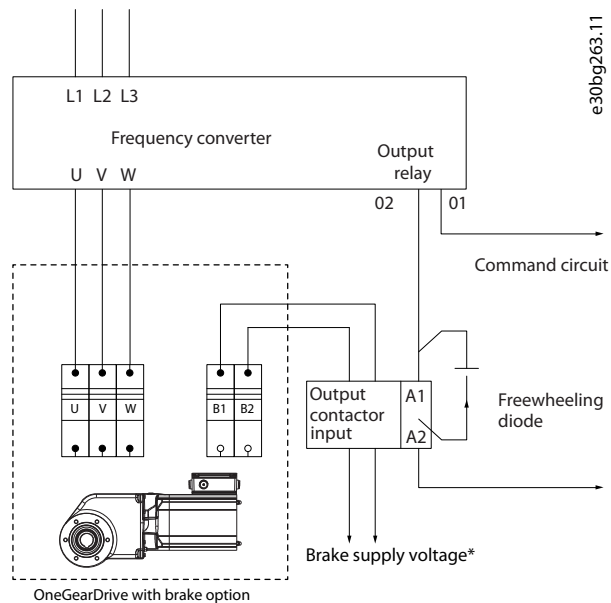 e30bg263.11
L1 L2 L3
Frequency converter
Output
relay
U V W
02 01
Command circuit
U V W B1 B2
Output
contactor
input
A1
A2
Freewheeling
diode
Brake supply voltage*
OneGearDrive with brake option